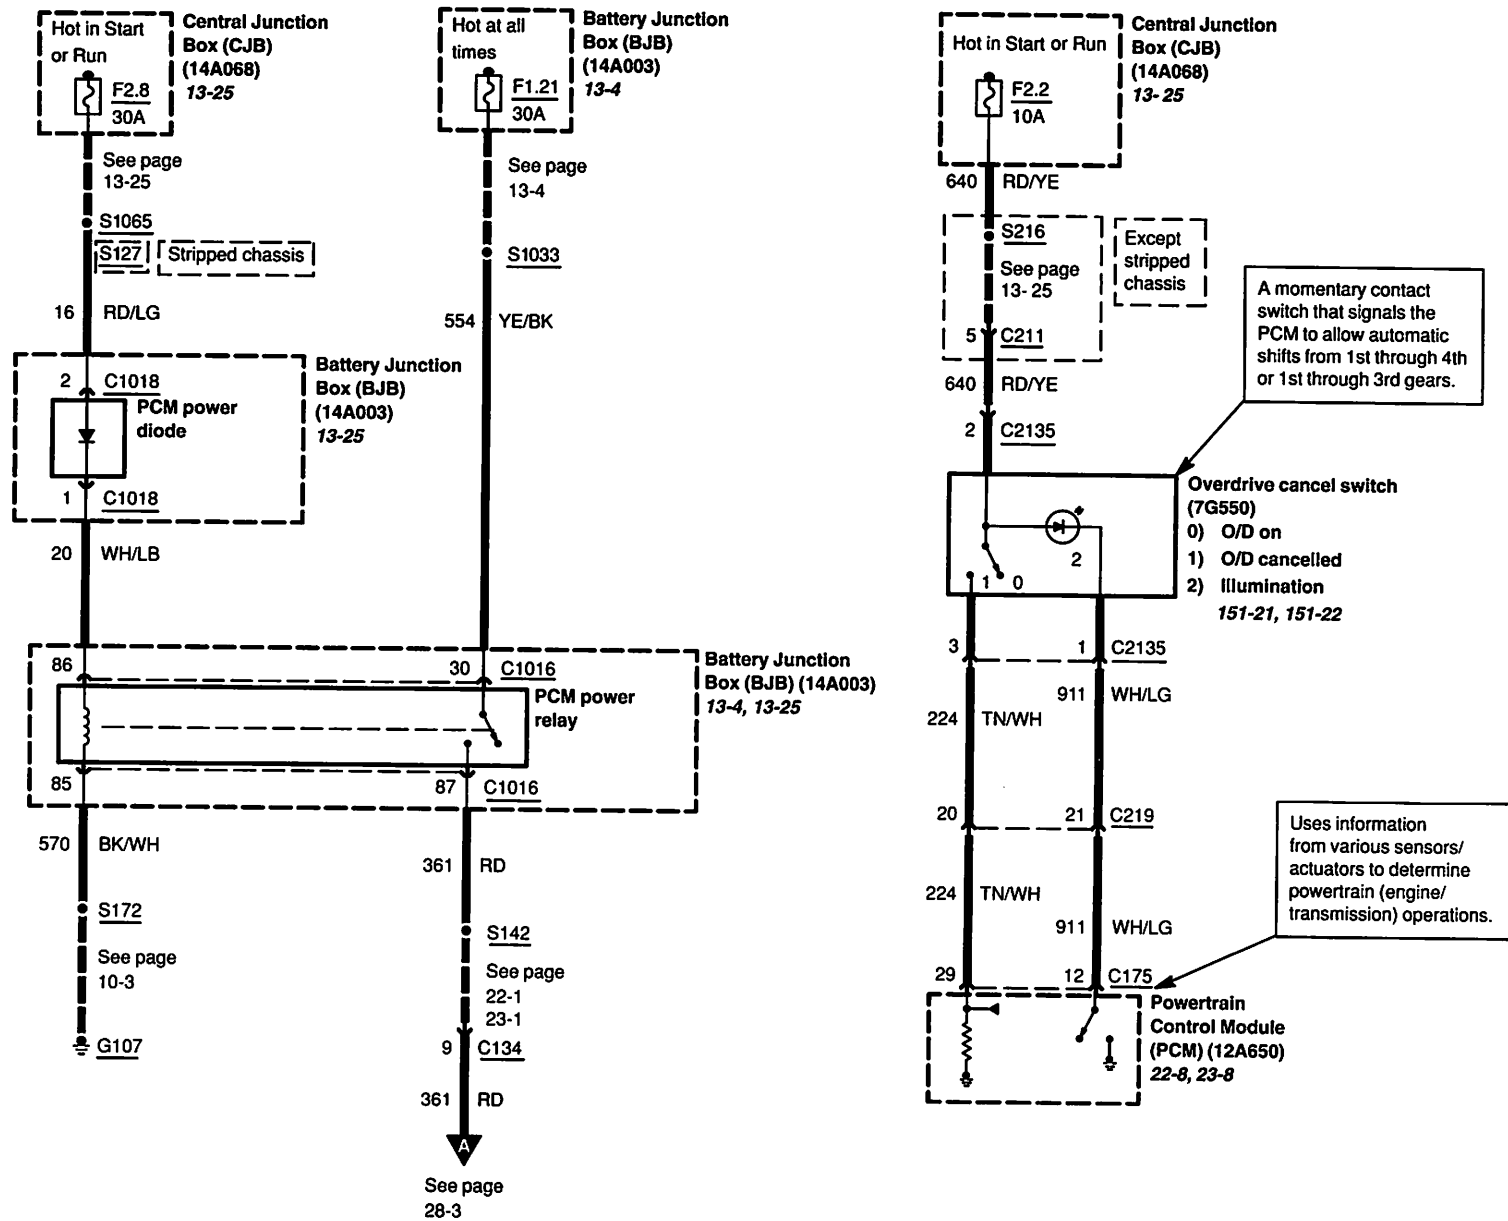 Hot in Start
or Run
F2.8
30A
Central Junction
Box (CJB)
(14A068)
13-25
See page
13-25
S1065
S127
Stripped chassis
16
RD/LG
2
C1018
PCM power
diode
1
C1018
Battery Junction
Box (BJB)
(14A003)
13-25
20
WH/LB
Hot at all
times
F1.21
30A
Battery Junction
Box (BJB)
(14A003)
13-4
See page
13-4
S1033
554
YE/BK
86
30
C1016
PCM power
relay
85
87
C1016
Battery Junction
Box (BJB) (14A003)
13-4, 13-25
570
BK/WH
S172
See page
10-3
G107
361
RD
S142
See page
22-1
23-1
9
C134
361
RD
A
See page
28-3
Hot in Start or Run
F2.2
10A
Central Junction
Box (CJB)
(14A068)
13- 25
640
RD/YE
S216
See page
13- 25
5
C211
Except
stripped
chassis
640
RD/YE
2
C2135
A momentary contact
switch that signals the
PCM to allow automatic
shifts from 1st through 4th
or 1st through 3rd gears.
1
0
2
Overdrive cancel switch
(7G550)
0) O/D on
1) O/D cancelled
2) Illumination
151-21, 151-22
3
1
C2135
911
WH/LG
224
TN/WH
20
21
C219
224
TN/WH
911
WH/LG
Uses information
from various sensors/
actuators to determine
powertrain (engine/
transmission) operations.
29
12
C175
Powertrain
Control Module
(PCM) (12A650)
22-8, 23-8